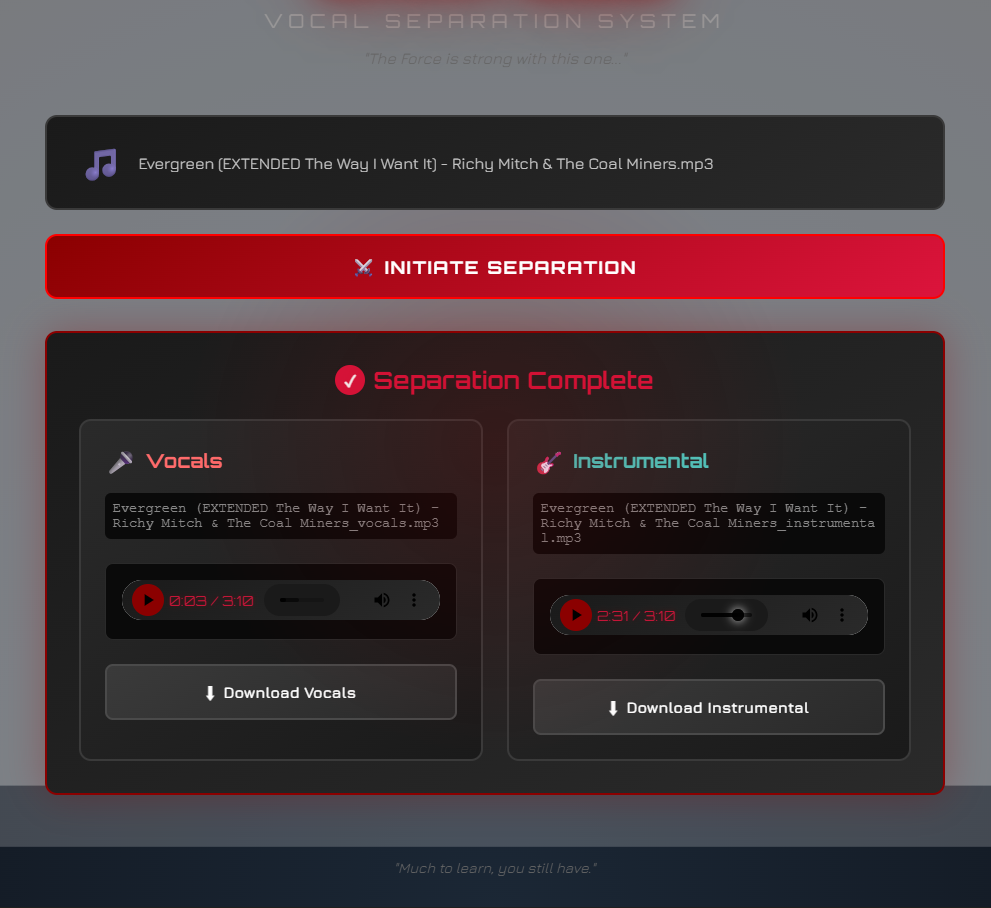 VOCAL SEPARATION SYSTEM
"The Force is strong with this one..."
Evergreen (EXTENDED The Way I Want It) - Richy Mitch & The Coal Miners.mp3
INITIATE SEPARATION
Separation Complete
Vocals
Evergreen (EXTENDED The Way I Want It) -
Richy Mitch & The Coal Miners_vocals.mp3
0:03 / 3:10
Download Vocals
Instrumental
Evergreen (EXTENDED The Way I Want It) -
Richy Mitch & The Coal Miners_instrumenta
l.mp3
2:31 / 3:10
Download Instrumental
"Much to learn, you still have."